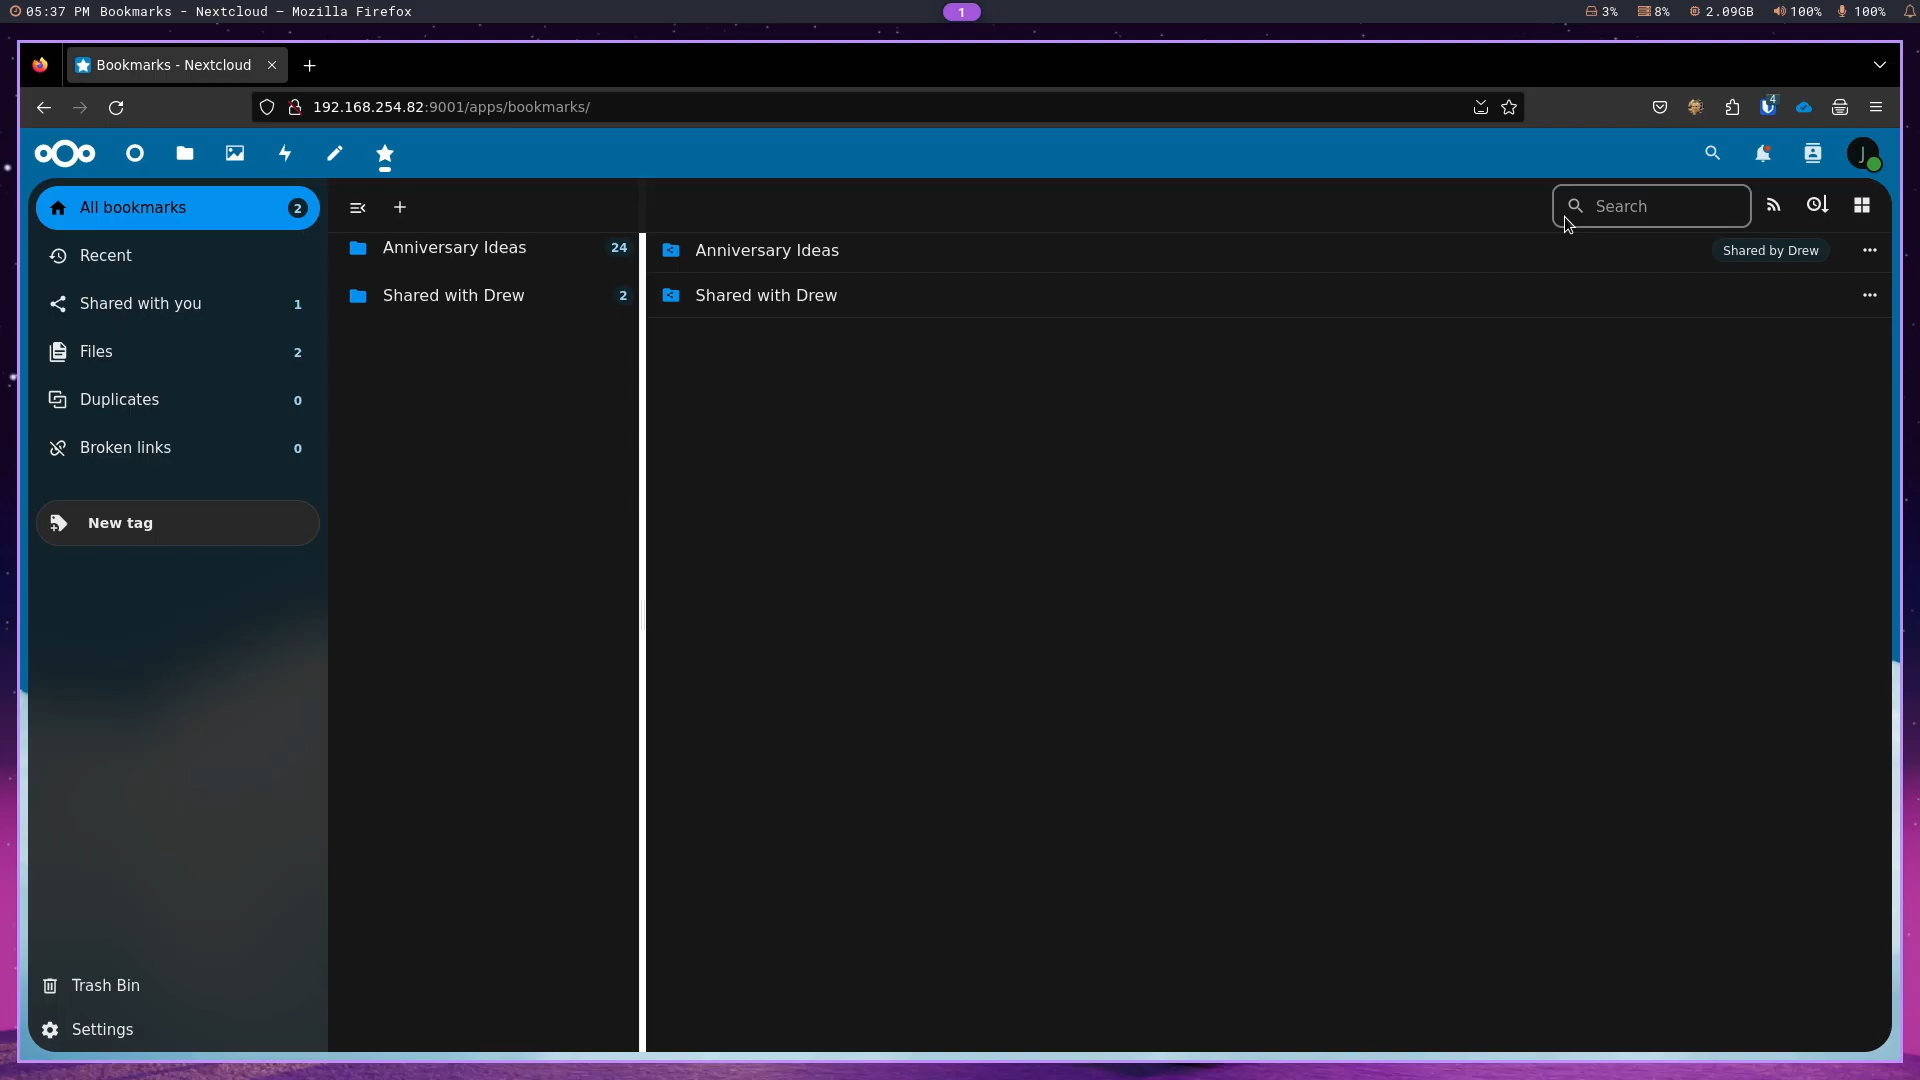 05:37 PM Bookmarks - Nextcloud — Mozilla Firefox
1
3%
8%
2.09GB
100%
100%
Bookmarks - Nextcloud
192.168.254.82:9001/apps/bookmarks/
4
J
All bookmarks 2
Recent
Shared with you 1
Files 2
Duplicates 0
Broken links 0
New tag
Trash Bin
Settings
Anniversary Ideas 24
Shared with Drew 2
Search
Anniversary Ideas Shared by Drew
Shared with Drew